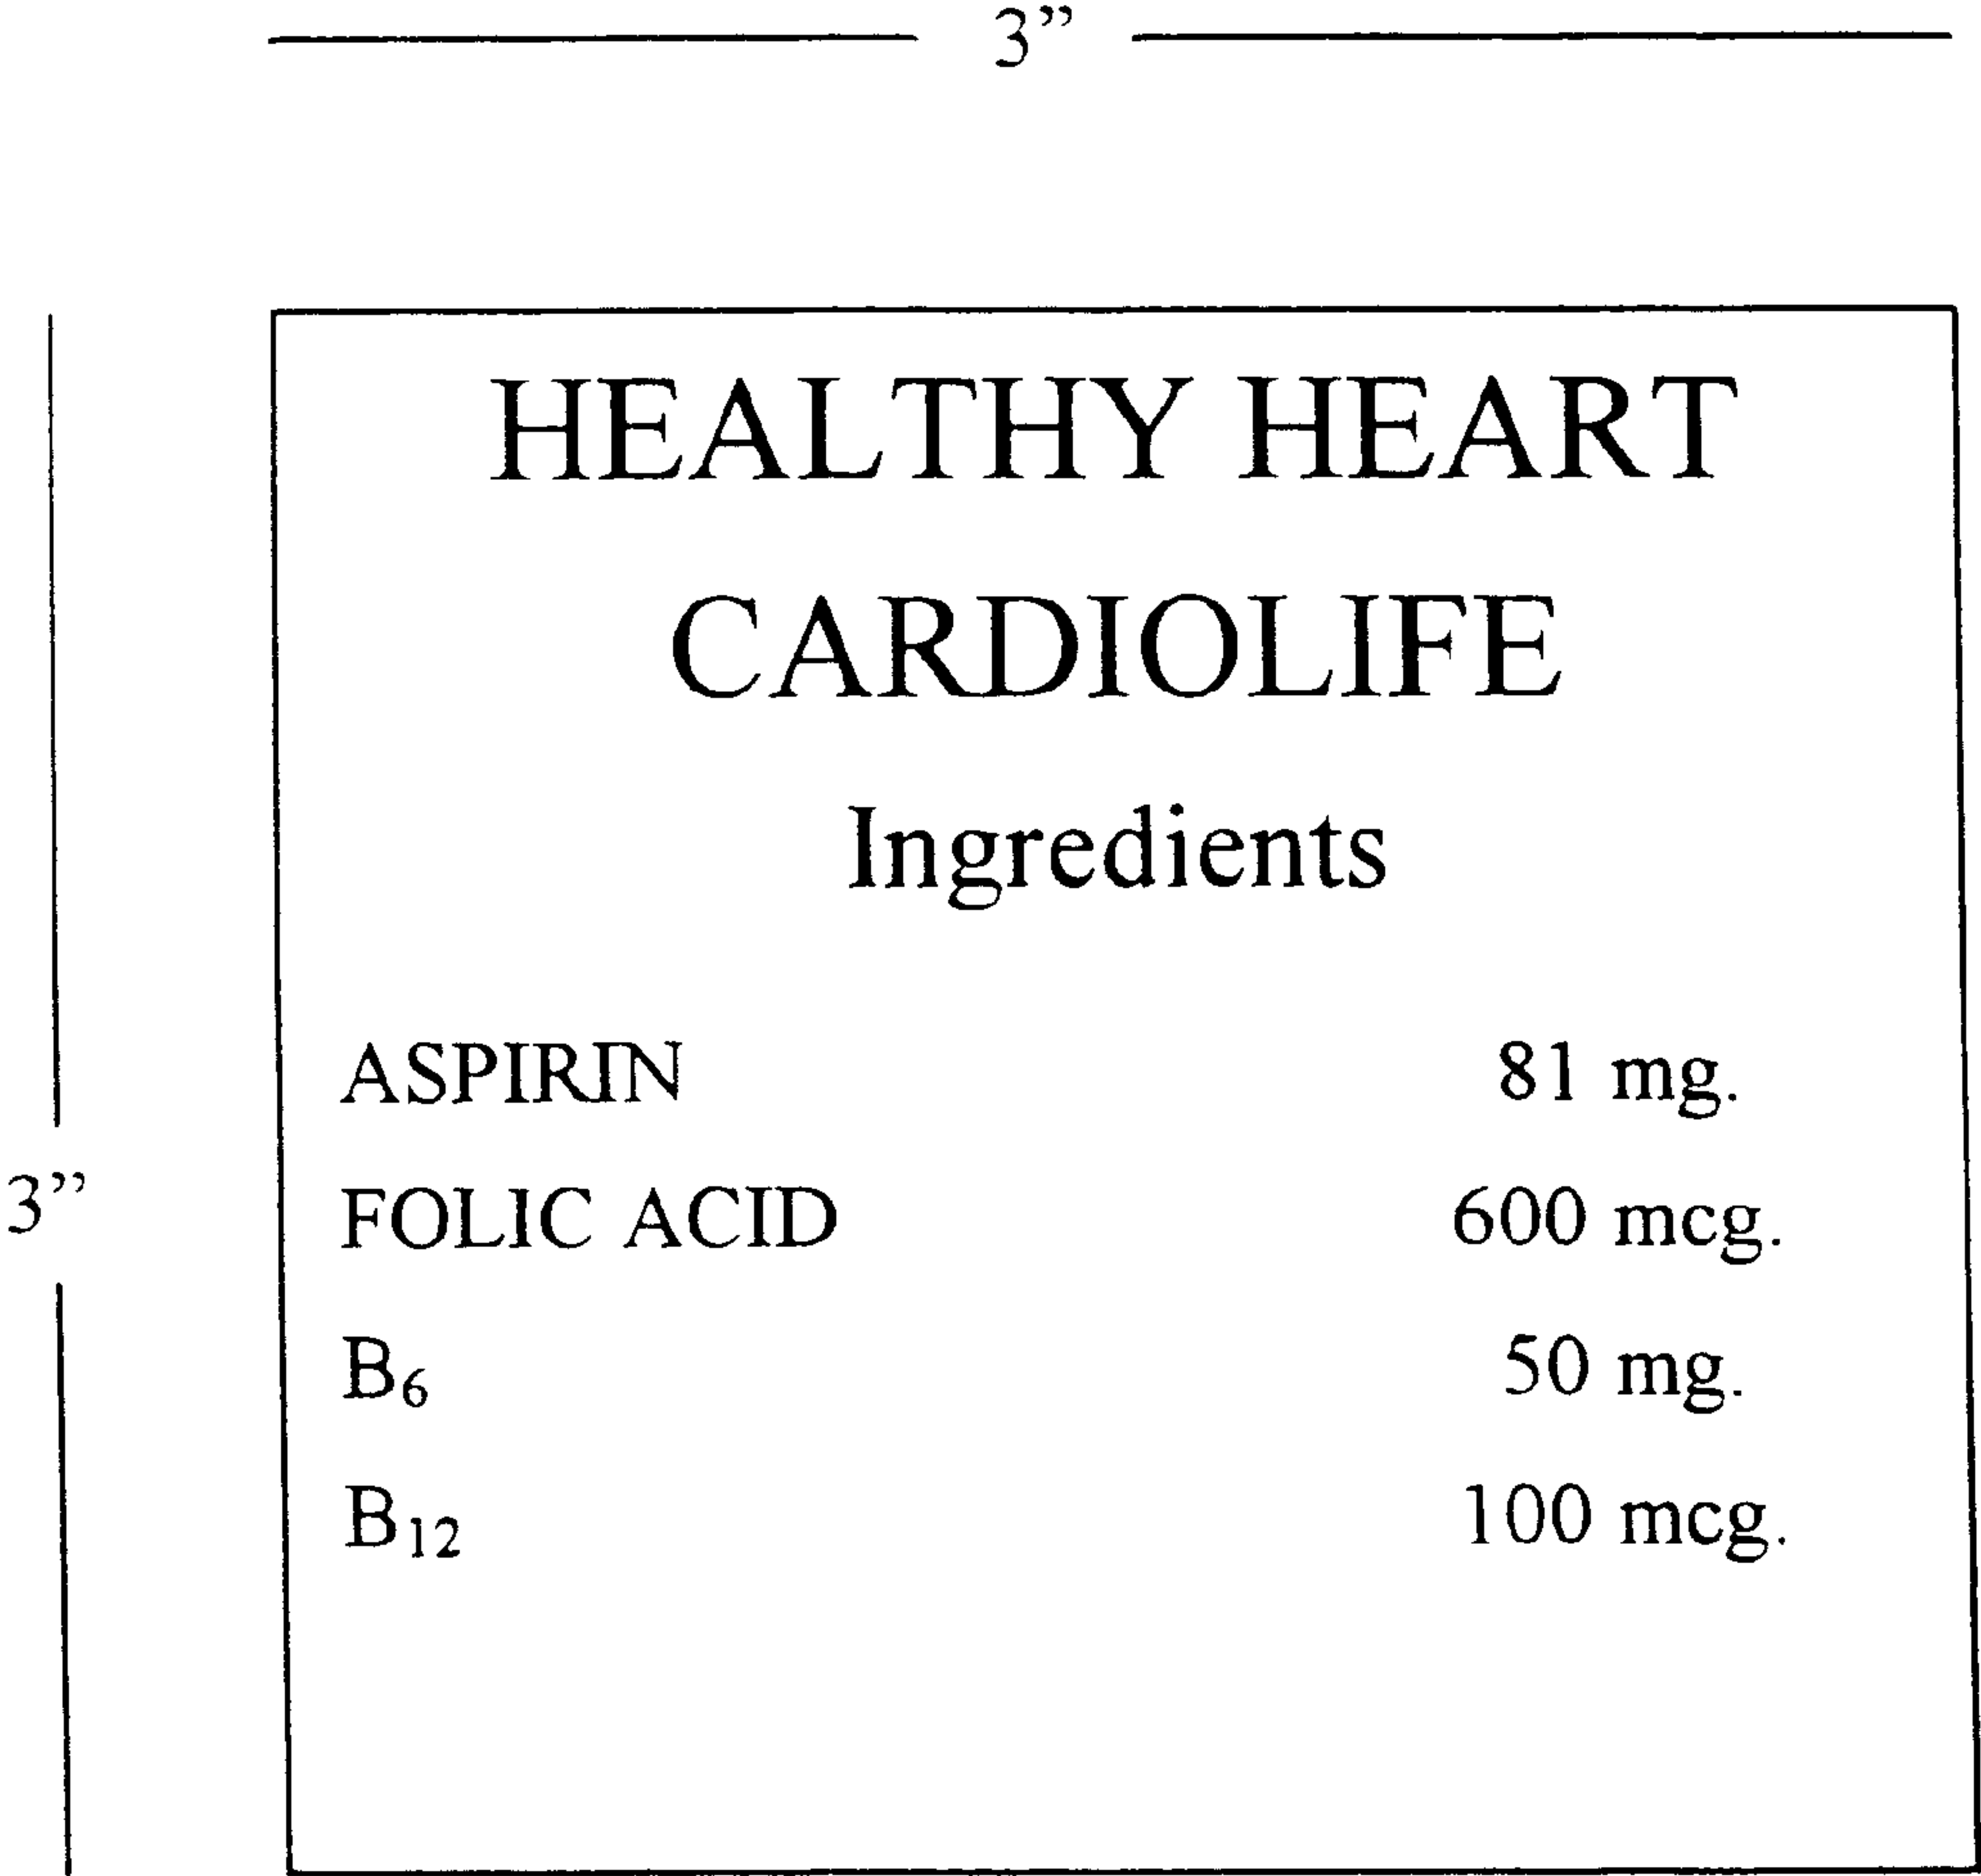 3”
HEALTHY HEART
CARDIOLIFE
Ingredients
ASPIRIN 81 mg.
FOLIC ACID 600 mcg.
3”
B₆ 50 mg.
B₁₂ 100 mcg.